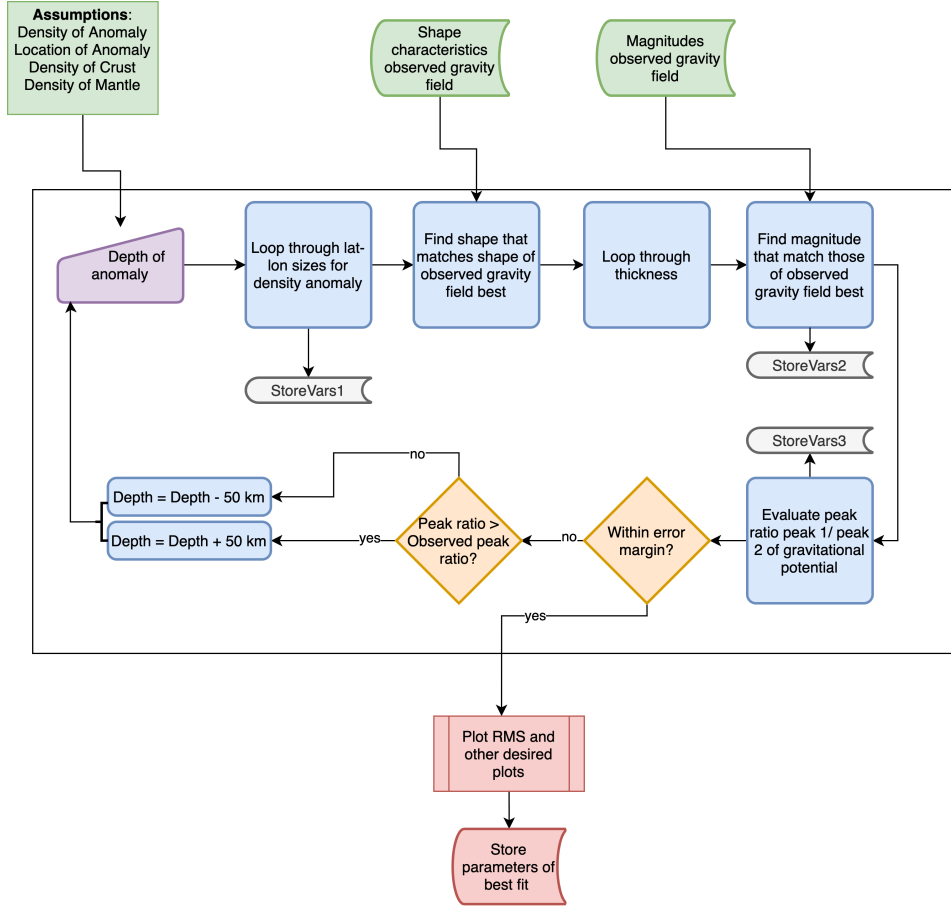 Assumptions:
Density of Anomaly
Location of Anomaly
Density of Crust
Density of Mantle
Shape
characteristics
observed gravity
field
Magnitudes
observed gravity
field
Depth of
anomaly
Loop through lat-
lon sizes for
density anomaly
Find shape that
matches shape of
observed gravity
field best
Loop through
thickness
Find magnitude
that match those
of observed
gravity field best
StoreVars1
StoreVars2
StoreVars3
no
Depth = Depth - 50 km
Depth = Depth + 50 km
yes
Peak ratio >
Observed peak
ratio?
no
Within error
margin?
Evaluate peak
ratio peak 1/ peak
2 of gravitational
potential
yes
Plot RMS and
other desired
plots
Store
parameters of
best fit